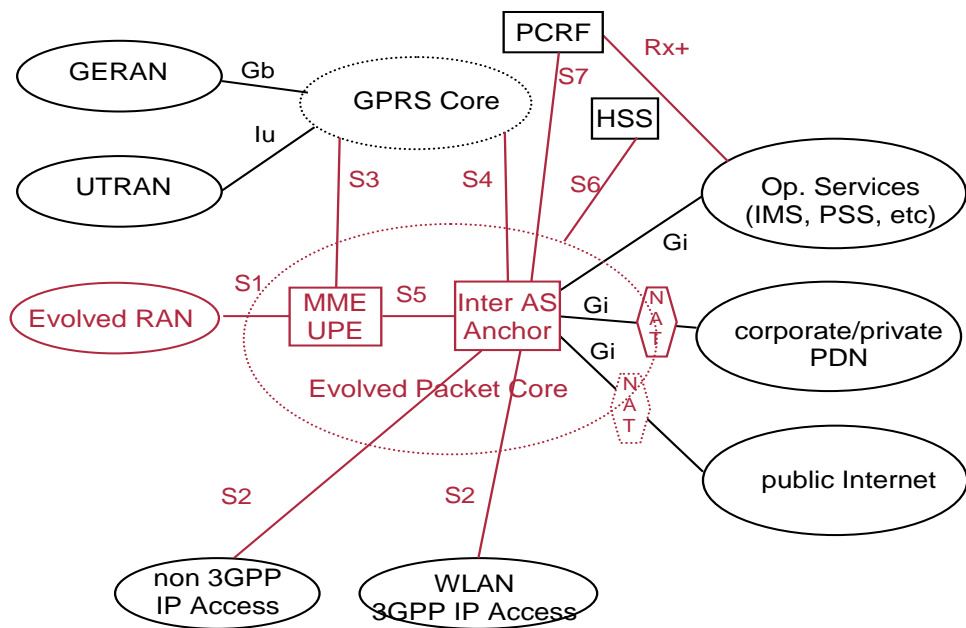 PCRF
Rx+
GERAN
Gb
S7
GPRS Core
HSS
Iu
UTRAN
S3
S4
S6
Op. Services
(IMS, PSS, etc)
Gi
S1
MME
UPE
S5
Inter AS
Anchor
Evolved RAN
Gi
NAT
corporate/private
PDN
Gi
Evolved Packet Core
NAT
public Internet
S2
S2
non 3GPP
IP Access
WLAN
3GPP IP Access